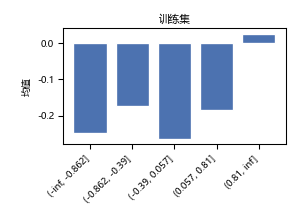 训练集
均值
0.0
-0.1
-0.2
(-inf, -0.862]
(-0.862, -0.39]
(-0.39, 0.057]
(0.057, 0.81]
(0.81, inf]